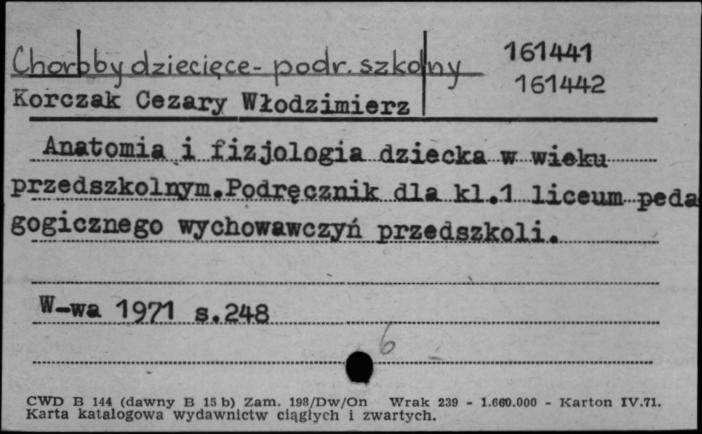 Choroby dziecięce - podr. szkolny 161441
161442
Korczak Cezary Włodzimierz
Anatomia i fizjologia dziecka w wieku
przedszkolnym.Podręcznik dla kl.1 liceum peda
gogicznego wychowawczyń przedszkoli.
W-wa 1971 s.248
6
CWD B 144 (dawny B 15 b) Zam. 198/Dw/On Wrak 239 - 1.660.000 - Karton IV.71.
Karta katalogowa wydawnictw ciągłych i zwartych.